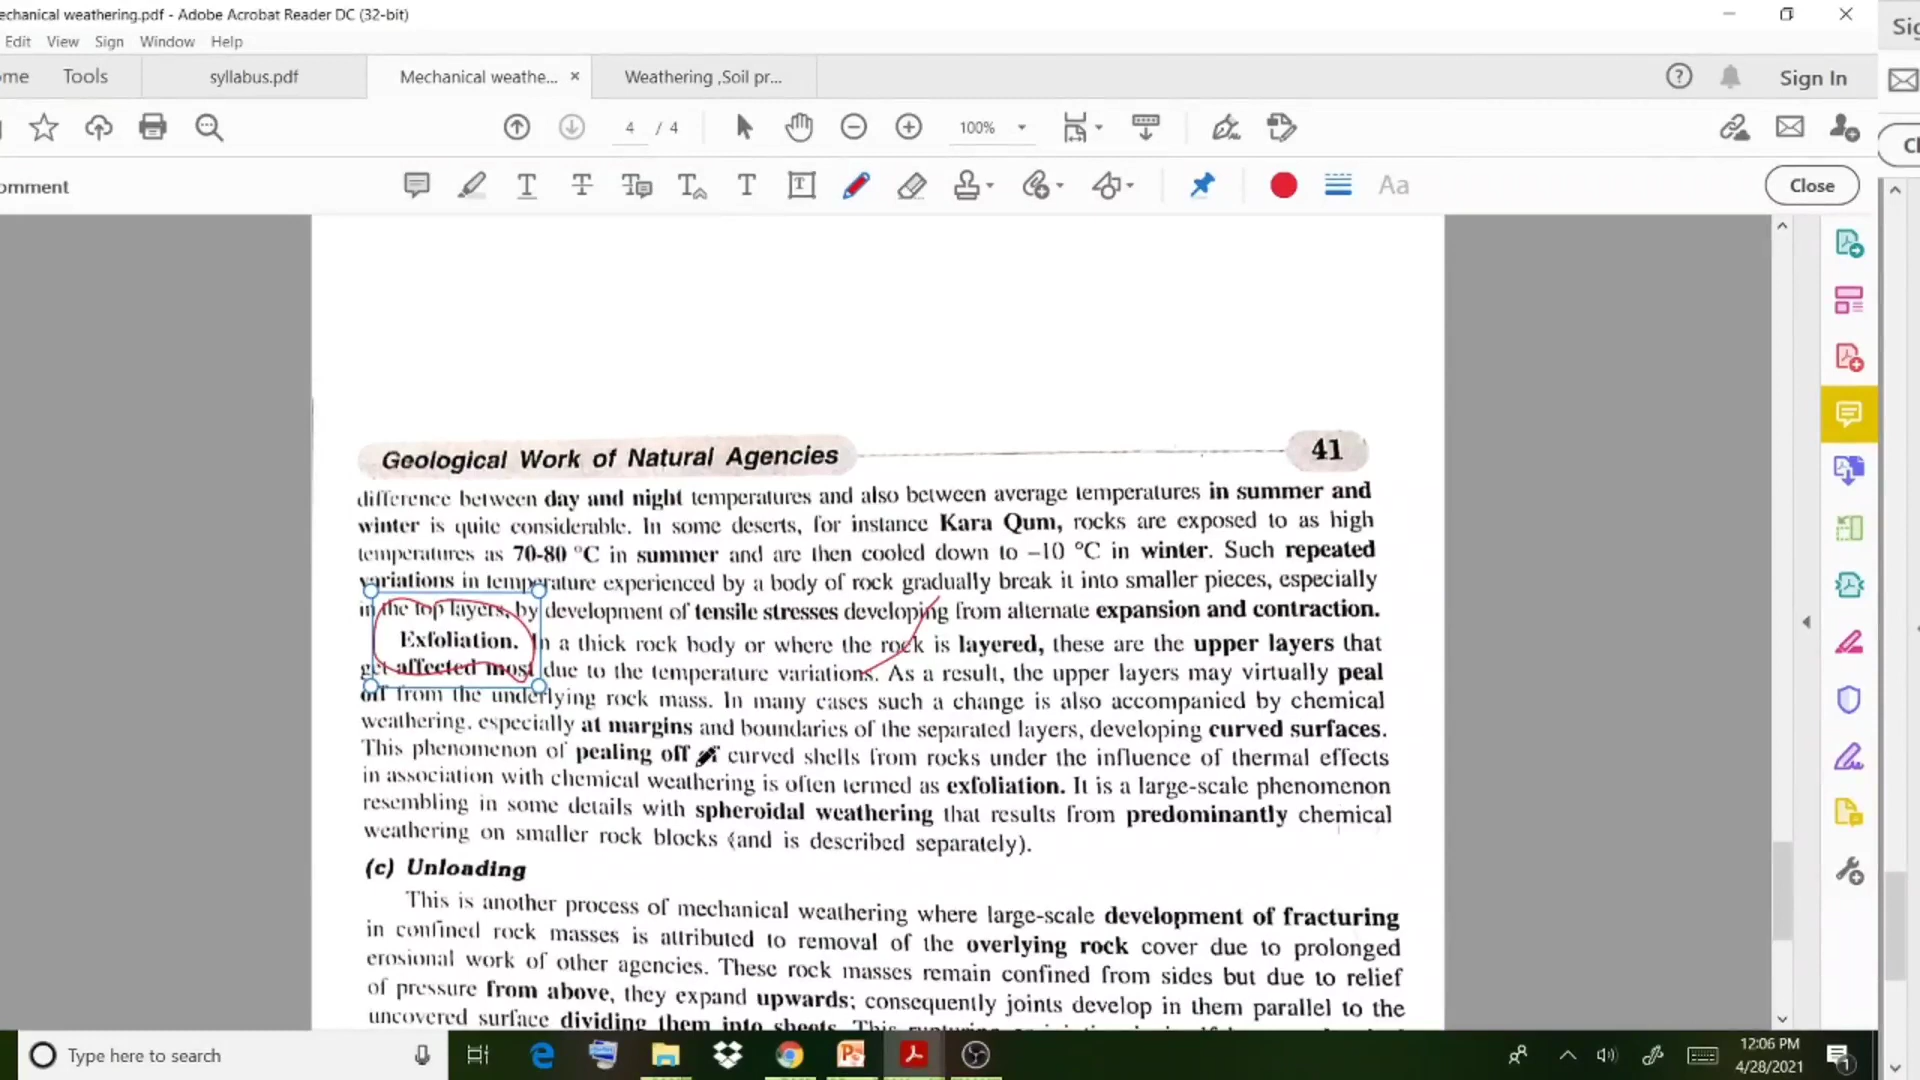 echanical weathering.pdf - Adobe Acrobat Reader DC (32-bit)
Edit View Sign Window Help
Sig
ome Tools syllabus.pdf Mechanical weathe... × Weathering ,Soil pr... Sign In
4 / 4 100%
Cl
omment Close
T T T T T Aa
Geological Work of Natural Agencies 41
difference between day and night temperatures and also between average temperatures in summer and
winter is quite considerable. In some deserts, for instance Kara Qum, rocks are exposed to as high
temperatures as 70-80 °C in summer and are then cooled down to –10 °C in winter. Such repeated
variations in temperature experienced by a body of rock gradually break it into smaller pieces, especially
in the top layers, by development of tensile stresses developing from alternate expansion and contraction.
Exfoliation. In a thick rock body or where the rock is layered, these are the upper layers that
get affected most due to the temperature variations. As a result, the upper layers may virtually peal
off from the underlying rock mass. In many cases such a change is also accompanied by chemical
weathering, especially at margins and boundaries of the separated layers, developing curved surfaces.
This phenomenon of pealing off curved shells from rocks under the influence of thermal effects
in association with chemical weathering is often termed as exfoliation. It is a large-scale phenomenon
resembling in some details with spheroidal weathering that results from predominantly chemical
weathering on smaller rock blocks (and is described separately).
(c) Unloading
This is another process of mechanical weathering where large-scale development of fracturing
in confined rock masses is attributed to removal of the overlying rock cover due to prolonged
erosional work of other agencies. These rock masses remain confined from sides but due to relief
of pressure from above, they expand upwards; consequently joints develop in them parallel to the
uncovered surface dividing them into sheets. This
Type here to search 12:06 PM
4/28/2021 1